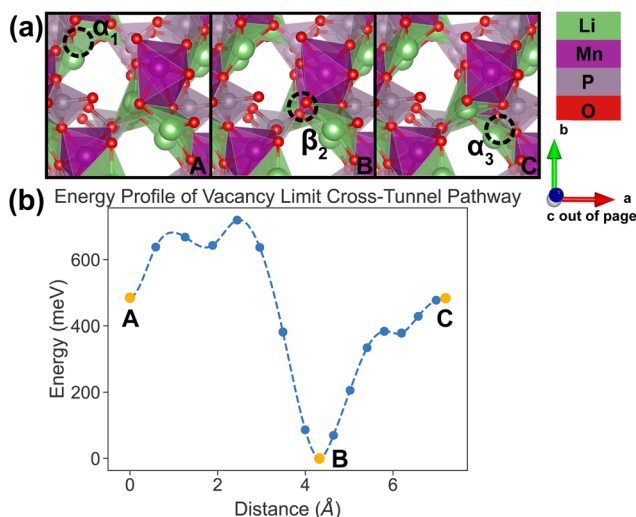 (a)
α1
A
β2
B
α3
C
Li
Mn
P
O
b
a
c out of page
(b)
Energy Profile of Vacancy Limit Cross-Tunnel Pathway
Energy (meV)
600
400
200
0
A
B
C
0
2
4
6
Distance (Å)